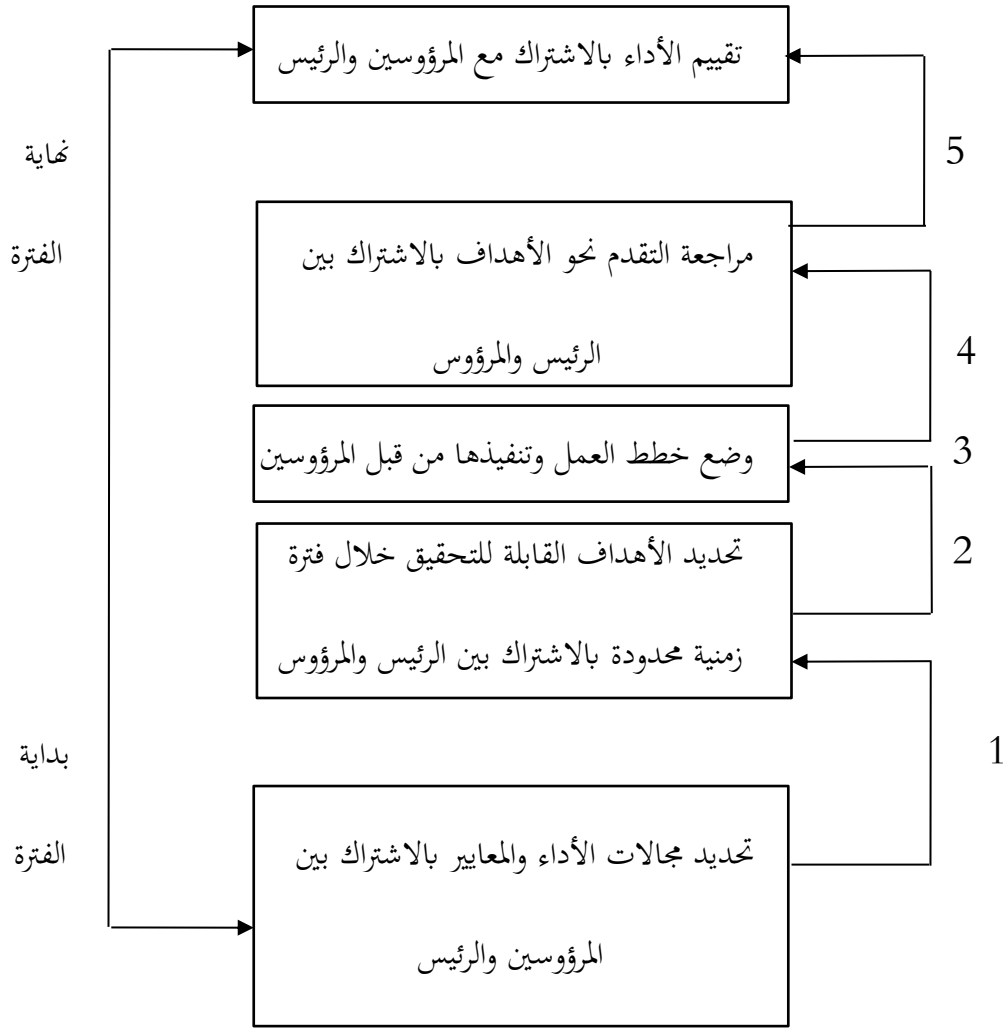 تقييم الأداء بالاشتراك مع المرؤوسين والرئيس
5
نهاية
الفترة
مراجعة التقدم نحو الأهداف بالاشتراك بين
الرئيس والمرؤوس
4
وضع خطط العمل وتنفيذها من قبل المرؤوسين
3
تحديد الأهداف القابلة للتحقيق خلال فترة
زمنية محدودة بالاشتراك بين الرئيس والمرؤوس
2
1
بداية
الفترة
تحديد مجالات الأداء والمعايير بالاشتراك بين
المرؤوسين والرئيس